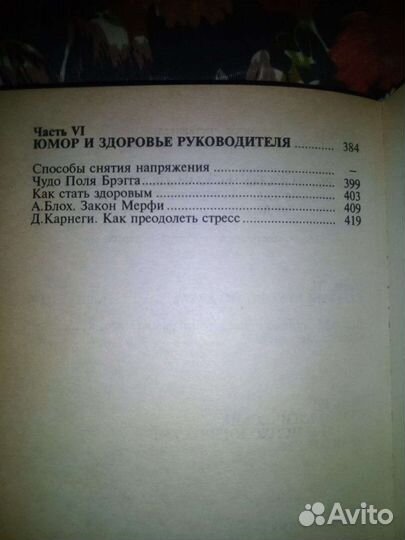 Часть VI
ЮМОР И ЗДОРОВЬЕ РУКОВОДИТЕЛЯ .......... 384
Способы снятия напряжения .................... –
Чудо Поля Брэгга .................................. 399
Как стать здоровым ............................... 403
А.Блох. Закон Мерфи ............................. 409
Д.Карнеги. Как преодолеть стресс ............... 419
Avito